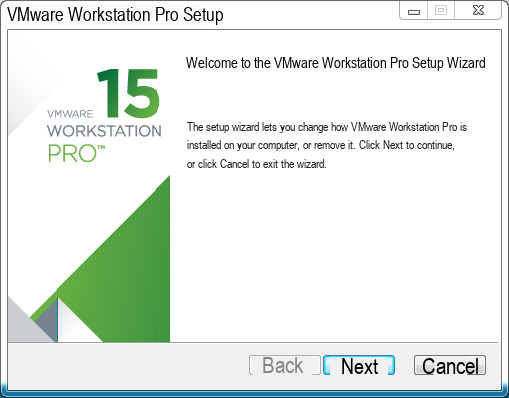 VMware Workstation Pro Setup
Welcome to the VMware Workstation Pro Setup Wizard
15
VMWARE
WORKSTATION
PRO™
The setup wizard lets you change how VMware Workstation Pro is
installed on your computer, or remove it. Click Next to continue,
or click Cancel to exit the wizard.
Back
Next
Cancel